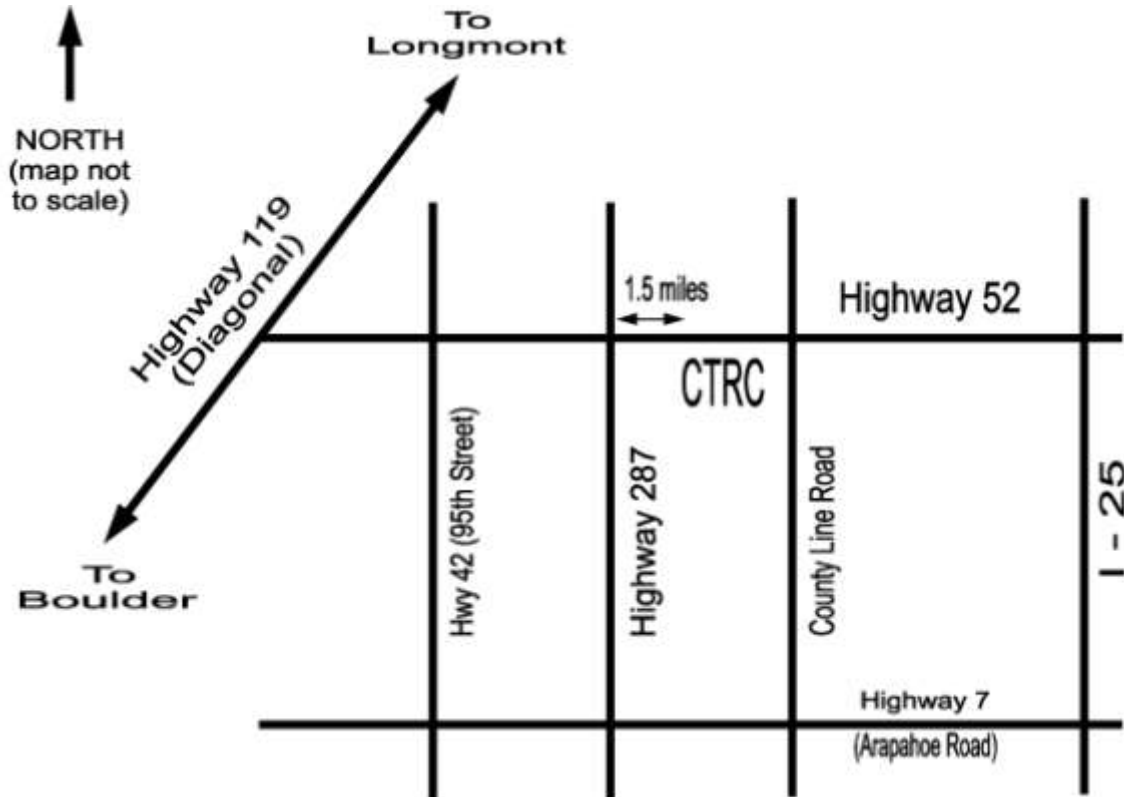 To
Longmont
NORTH
(map not
to scale)
Highway 119
(Diagonal)
1.5 miles
Highway 52
CTRC
Hwy 42 (95th Street)
Highway 287
County Line Road
I - 25
To
Boulder
Highway 7
(Arapahoe Road)